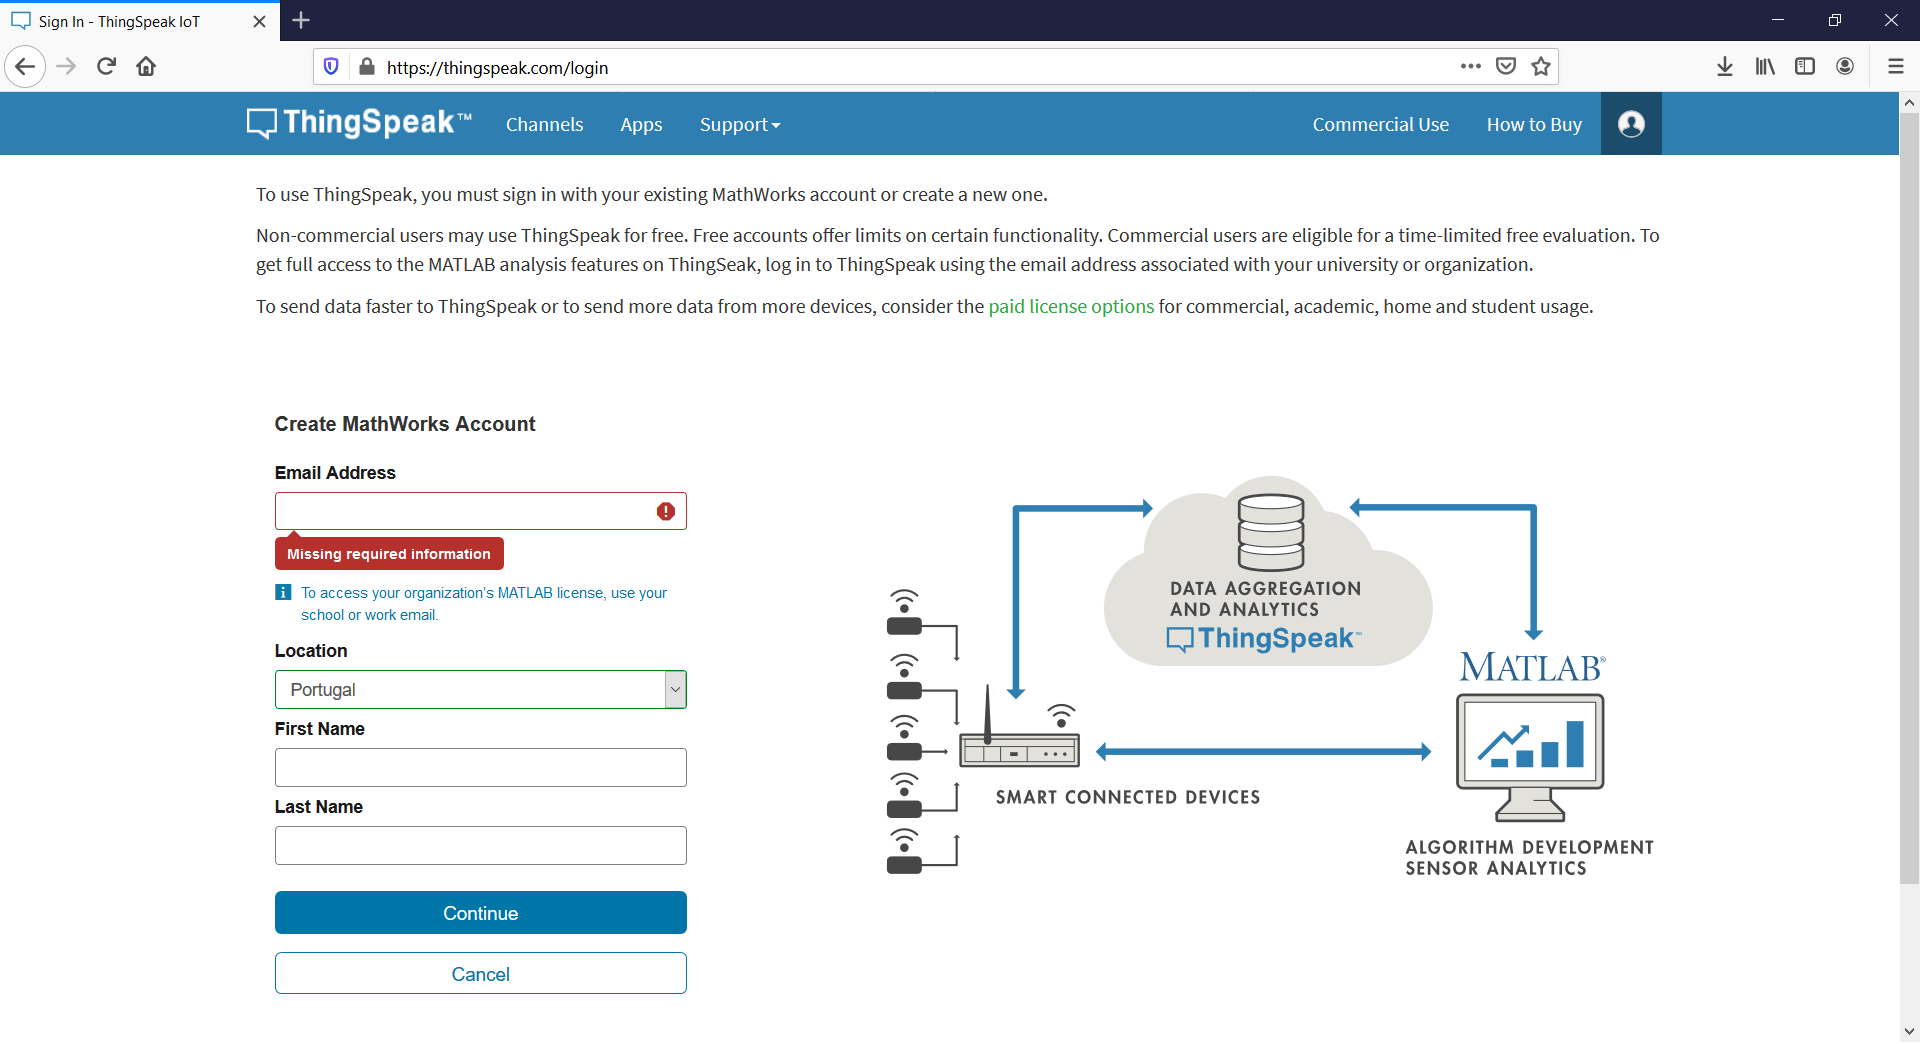 Sign In - ThingSpeak IoT
https://thingspeak.com/login
ThingSpeak™ Channels Apps Support Commercial Use How to Buy
To use ThingSpeak, you must sign in with your existing MathWorks account or create a new one.
Non-commercial users may use ThingSpeak for free. Free accounts offer limits on certain functionality. Commercial users are eligible for a time-limited free evaluation. To
get full access to the MATLAB analysis features on ThingSeak, log in to ThingSpeak using the email address associated with your university or organization.
To send data faster to ThingSpeak or to send more data from more devices, consider the paid license options for commercial, academic, home and student usage.
Create MathWorks Account
Email Address
Missing required information
To access your organization's MATLAB license, use your
school or work email.
Location
Portugal
First Name
Last Name
Continue
Cancel
DATA AGGREGATION
AND ANALYTICS
ThingSpeak™
MATLAB®
SMART CONNECTED DEVICES
ALGORITHM DEVELOPMENT
SENSOR ANALYTICS